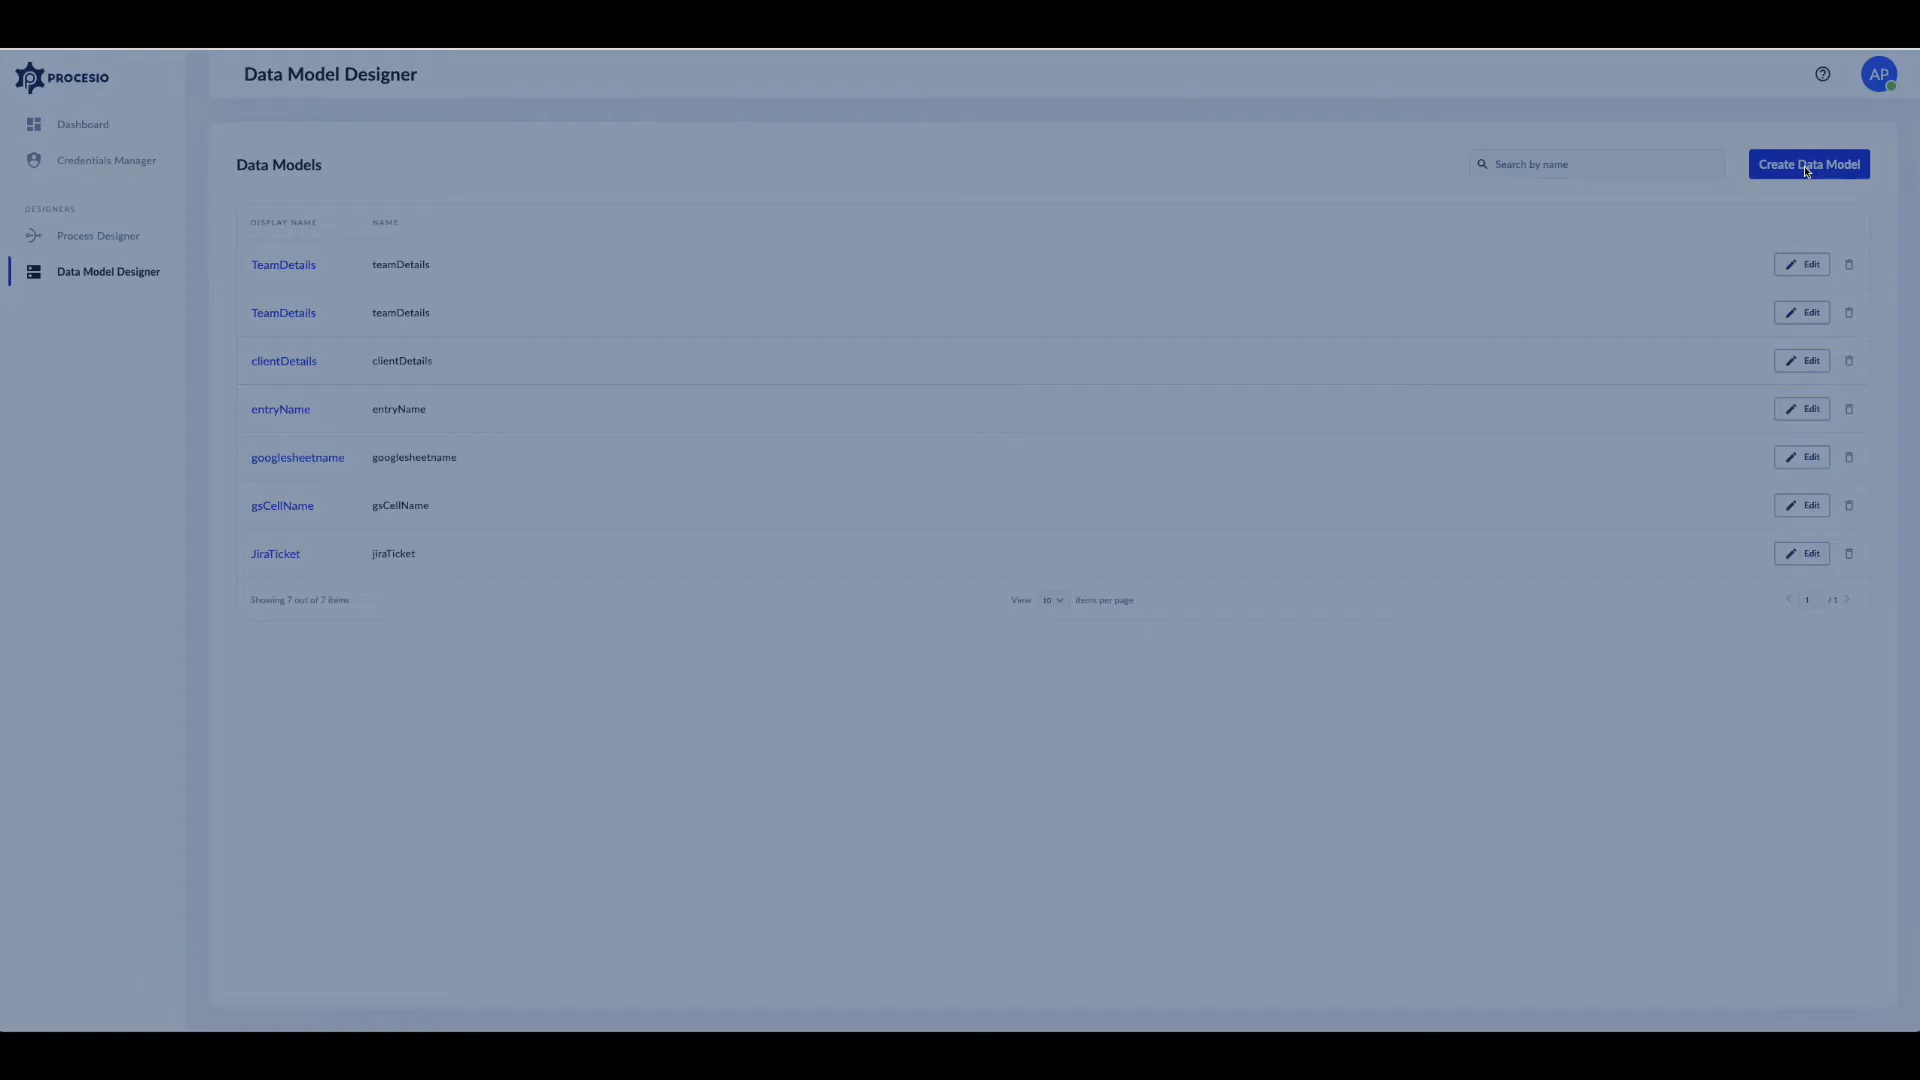 PROCESIO
Data Model Designer
AP
Dashboard
Credentials Manager
DESIGNERS
Process Designer
Data Model Designer
Data Models
Search by name
Create Data Model
DISPLAY NAME NAME
TeamDetails teamDetails Edit
TeamDetails teamDetails Edit
clientDetails clientDetails Edit
entryName entryName Edit
googlesheetname googlesheetname Edit
gsCellName gsCellName Edit
JiraTicket jiraTicket Edit
Showing 7 out of 7 items View 10 items per page 1 / 1